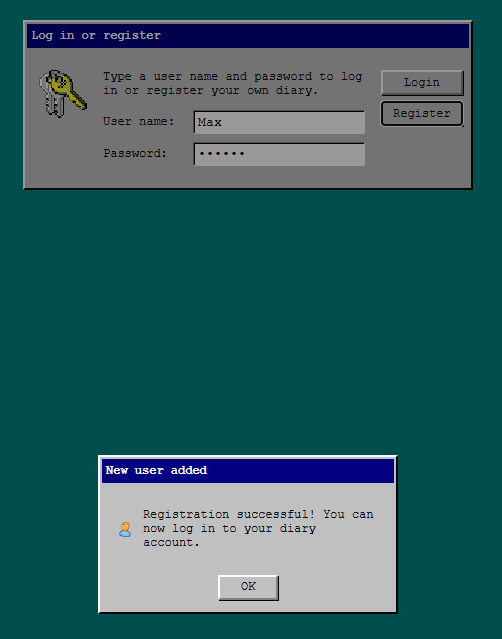 Log in or register
Type a user name and password to log
in or register your own diary.
Login
Register
User name: Max
Password: ••••••
New user added
Registration successful! You can
now log in to your diary
account.
OK